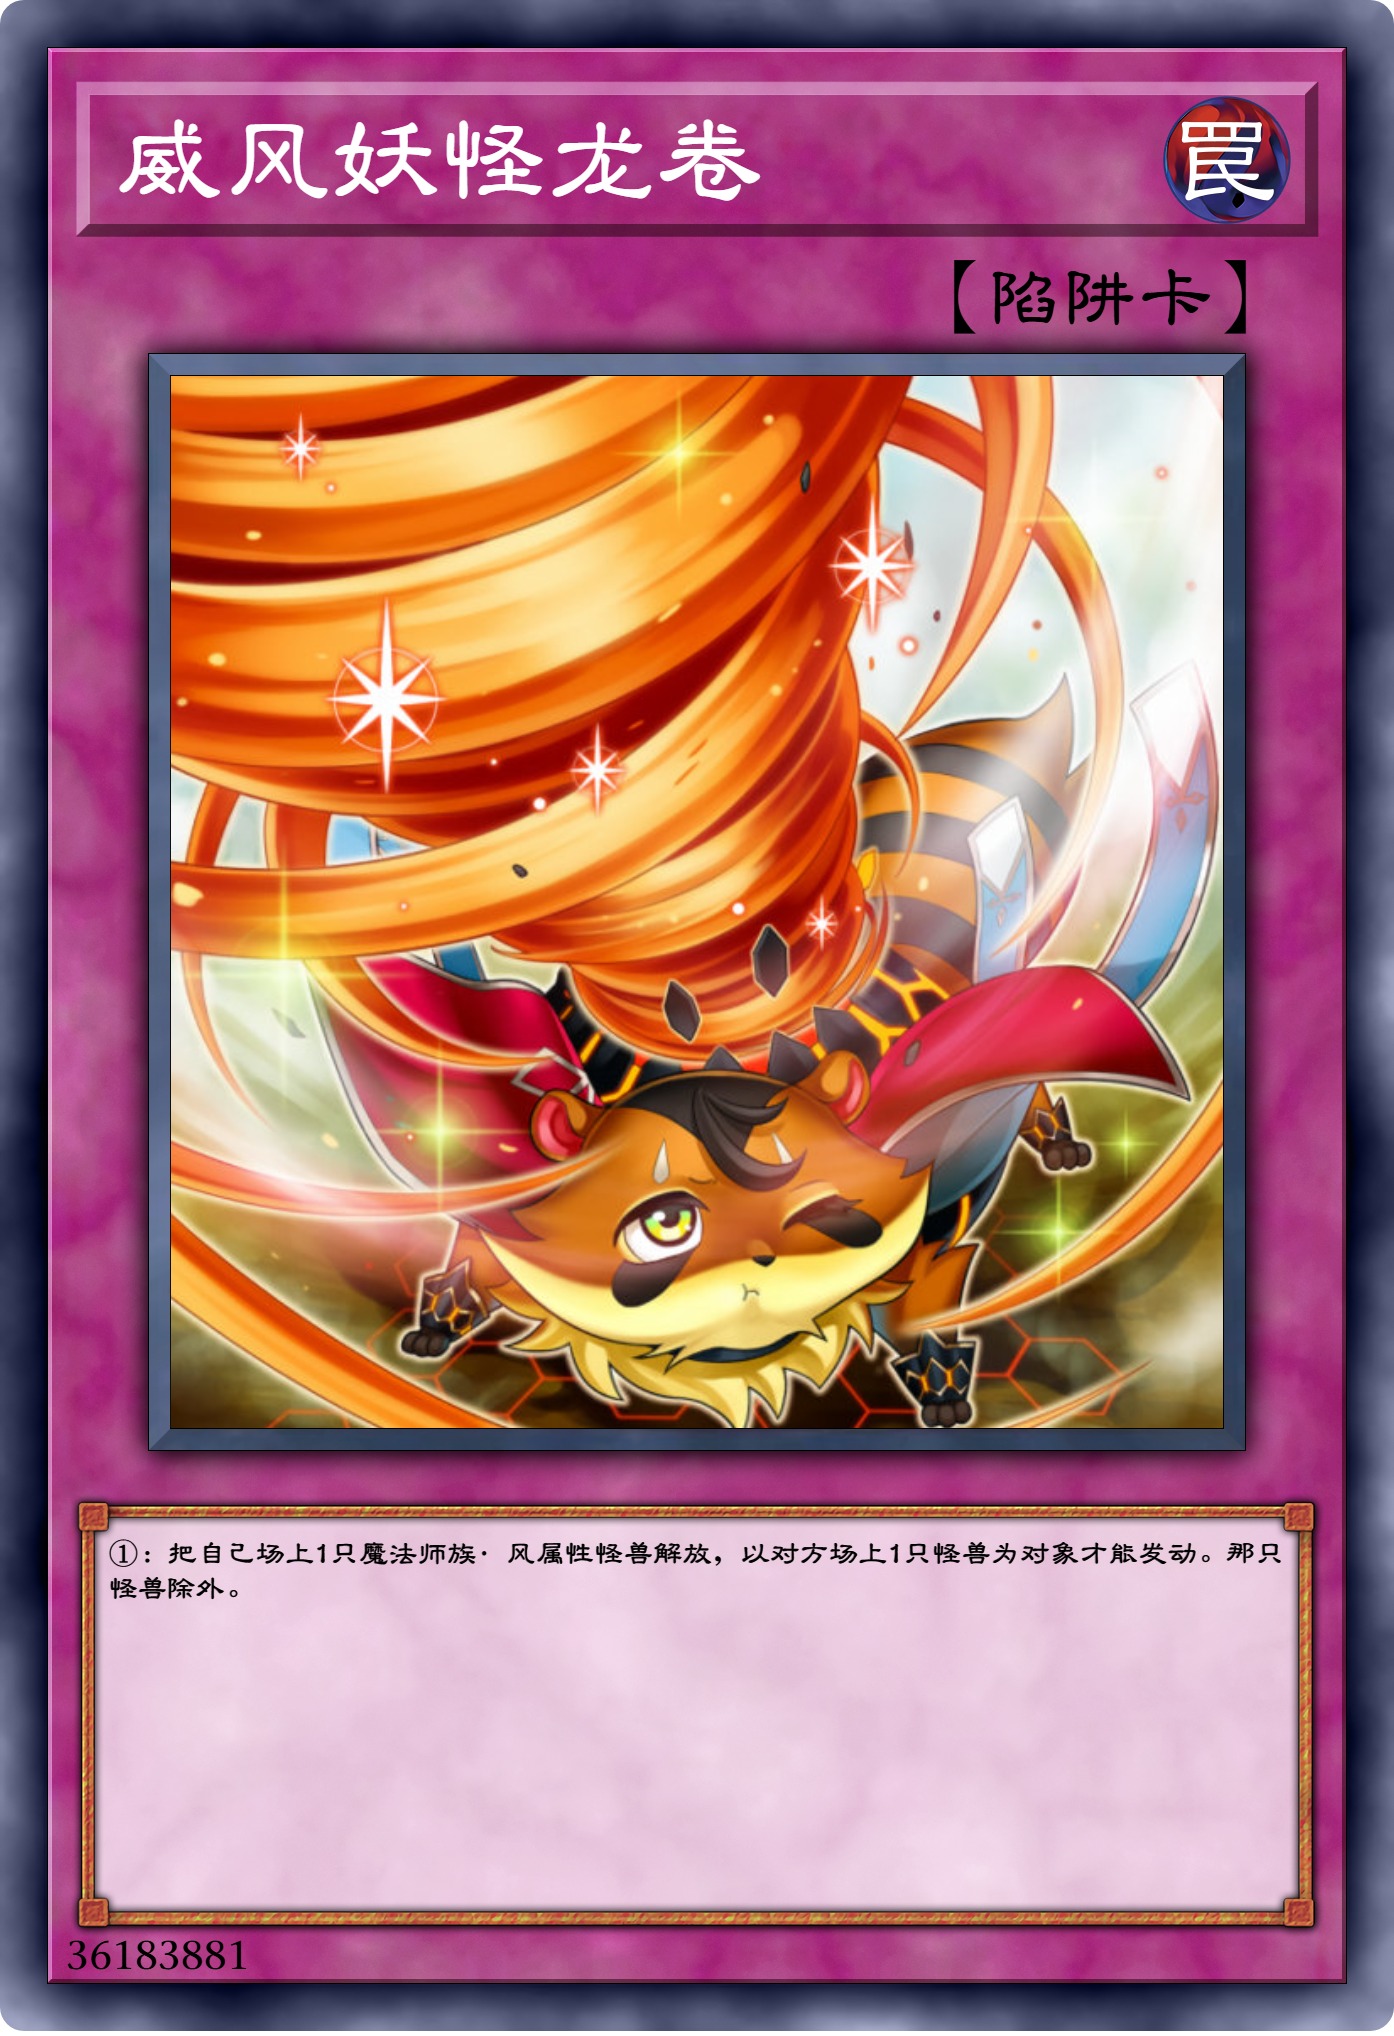 威风妖怪龙卷
罠
【陷阱卡】
①：把自己场上1只魔法师族·风属性怪兽解放，以对方场上1只怪兽为对象才能发动。那只
怪兽除外。
36183881